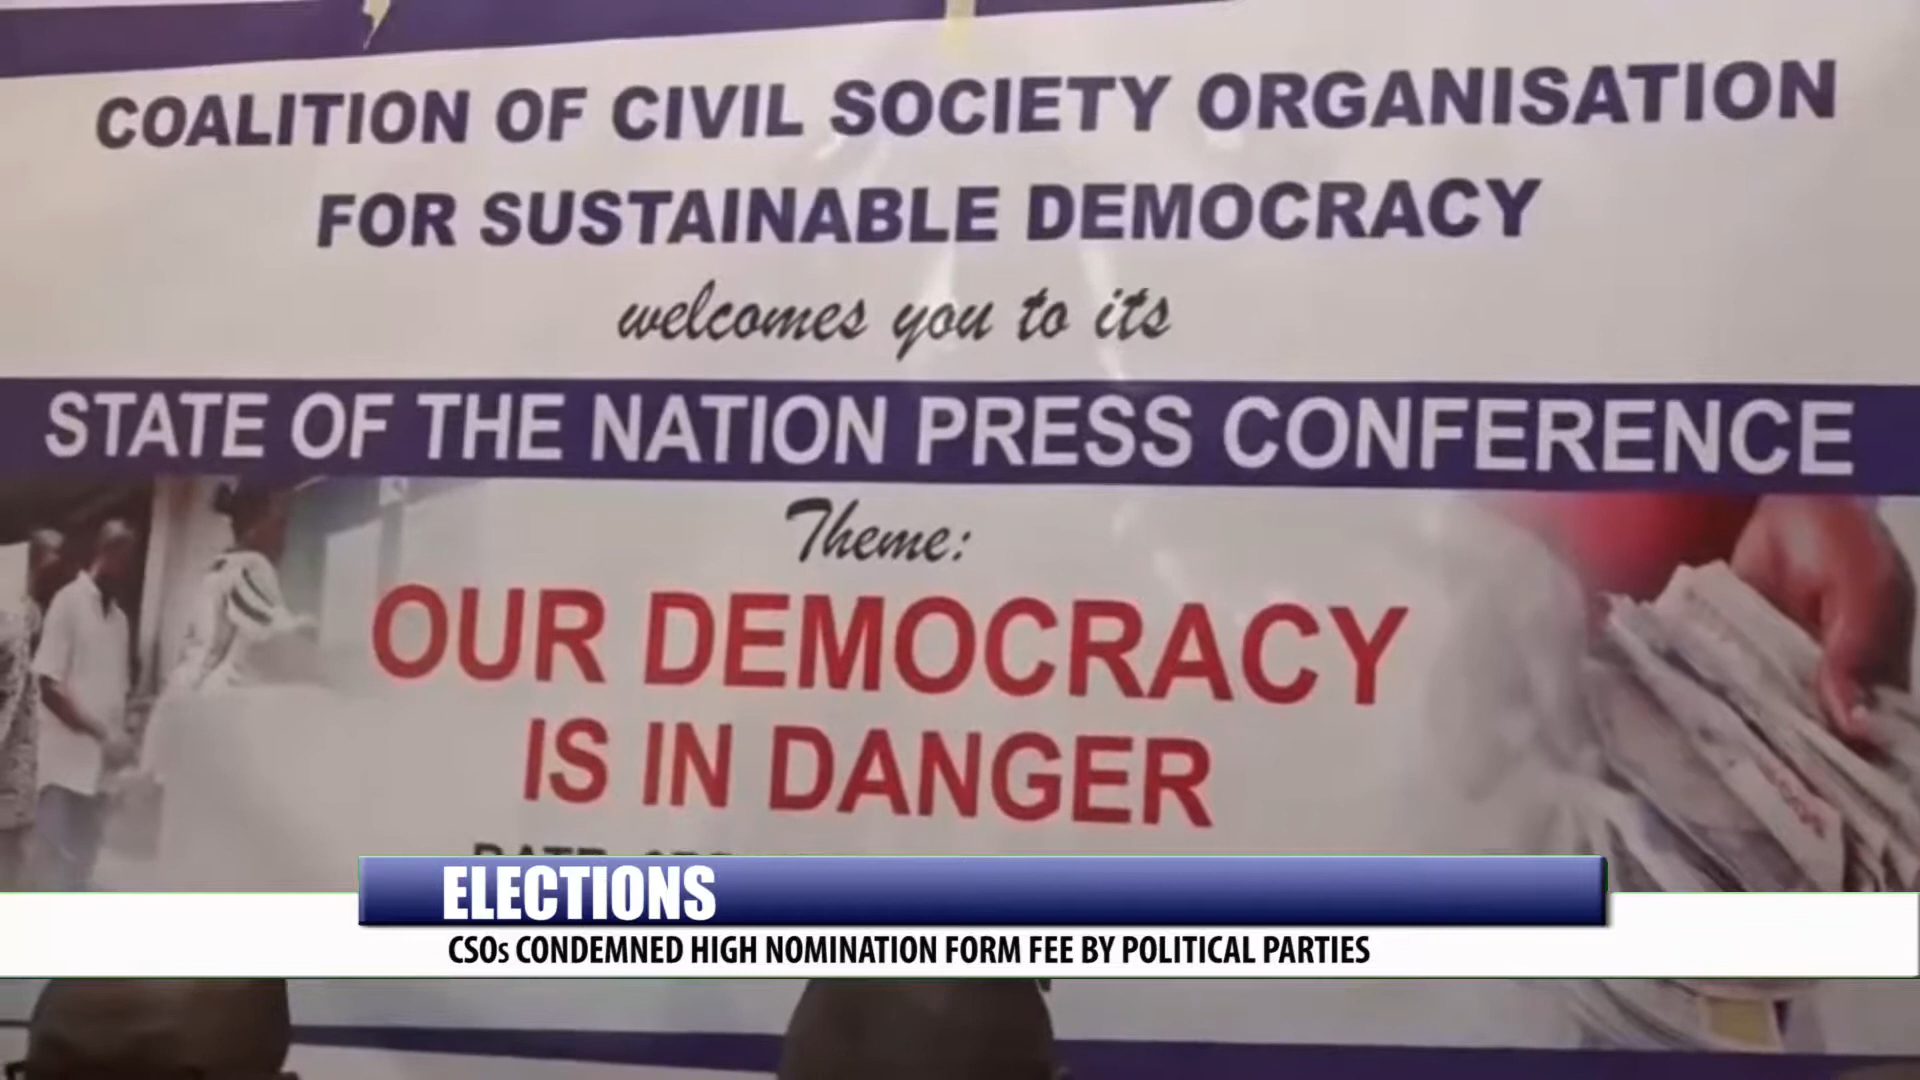 COALITION OF CIVIL SOCIETY ORGANISATION
FOR SUSTAINABLE DEMOCRACY
welcomes you to its
STATE OF THE NATION PRESS CONFERENCE
Theme:
OUR DEMOCRACY
IS IN DANGER
ELECTIONS
CSOs CONDEMNED HIGH NOMINATION FORM FEE BY POLITICAL PARTIES